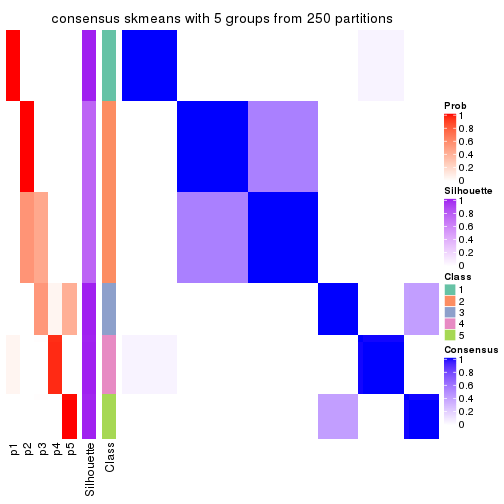 consensus skmeans with 5 groups from 250 partitions
Prob
1
0.8
0.6
0.4
0.2
0
Silhouette
1
0.8
0.6
0.4
0.2
0
Class
1
2
3
4
5
Consensus
1
0.8
0.6
0.4
0.2
0
p1
p2
p3
p4
p5
Silhouette
Class